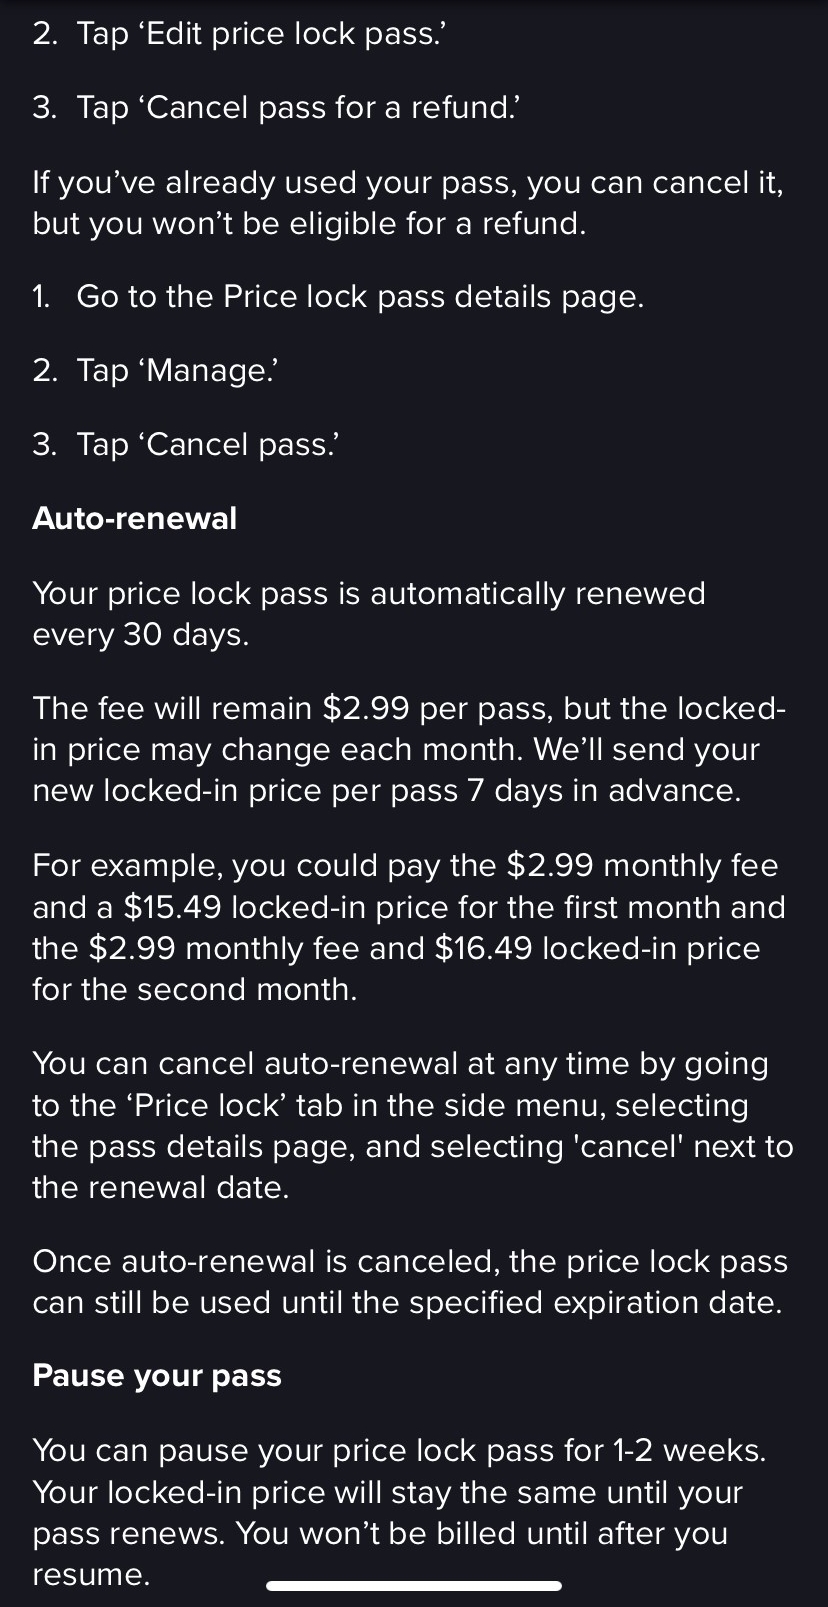 2. Tap ‘Edit price lock pass.’
3. Tap ‘Cancel pass for a refund.’
If you’ve already used your pass, you can cancel it,
but you won’t be eligible for a refund.
1. Go to the Price lock pass details page.
2. Tap ‘Manage.’
3. Tap ‘Cancel pass.’
Auto-renewal
Your price lock pass is automatically renewed
every 30 days.
The fee will remain $2.99 per pass, but the locked-
in price may change each month. We’ll send your
new locked-in price per pass 7 days in advance.
For example, you could pay the $2.99 monthly fee
and a $15.49 locked-in price for the first month and
the $2.99 monthly fee and $16.49 locked-in price
for the second month.
You can cancel auto-renewal at any time by going
to the ‘Price lock’ tab in the side menu, selecting
the pass details page, and selecting 'cancel' next to
the renewal date.
Once auto-renewal is canceled, the price lock pass
can still be used until the specified expiration date.
Pause your pass
You can pause your price lock pass for 1-2 weeks.
Your locked-in price will stay the same until your
pass renews. You won’t be billed until after you
resume.